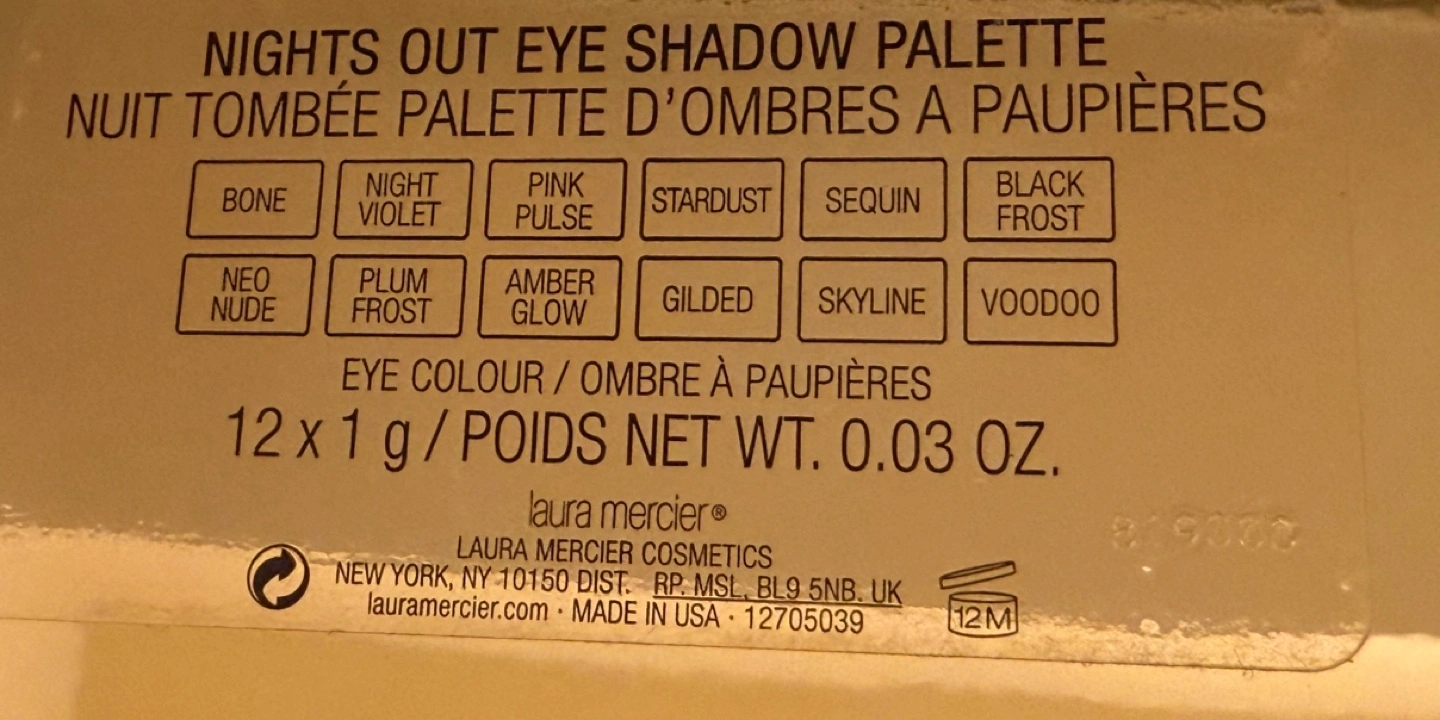 NIGHTS OUT EYE SHADOW PALETTE
NUIT TOMBÉE PALETTE D'OMBRES A PAUPIÈRES
BONE NIGHT VIOLET PINK PULSE STARDUST SEQUIN BLACK FROST
NEO NUDE PLUM FROST AMBER GLOW GILDED SKYLINE VOODOO
EYE COLOUR / OMBRE À PAUPIÈRES
12 x 1 g / POIDS NET WT. 0.03 OZ.
laura mercier®
LAURA MERCIER COSMETICS
NEW YORK, NY 10150 DIST. RP. MSL. BL9 5NB. UK
lauramercier.com · MADE IN USA · 12705039
12M